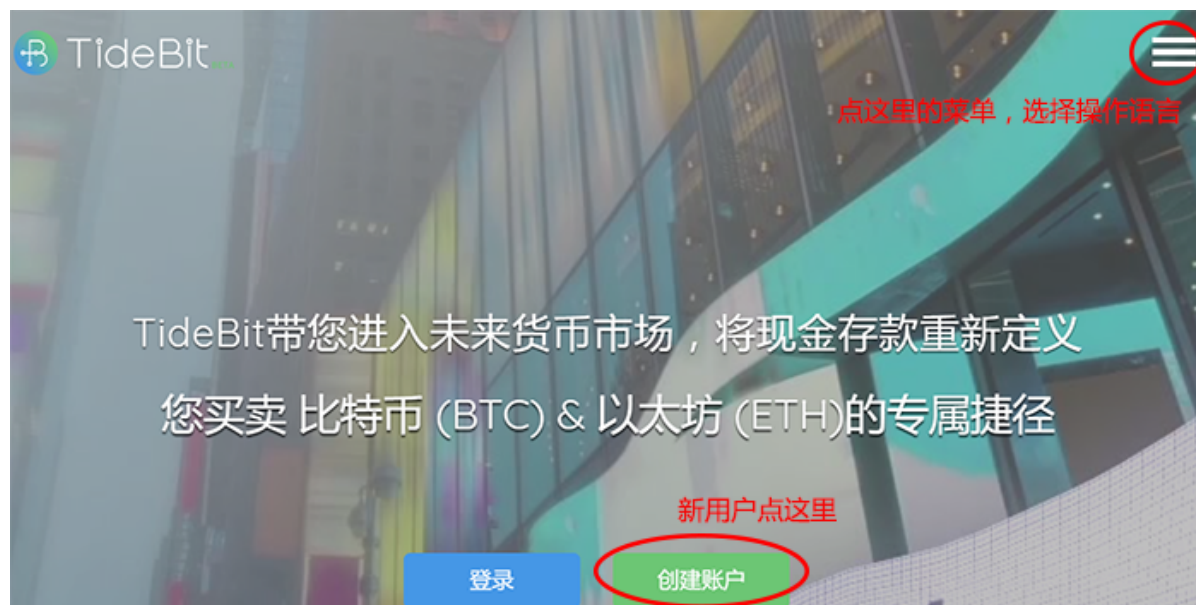 TideBit
点这里的菜单，选择操作语言
TideBit带您进入未来货币市场，将现金存款重新定义
您买卖 比特币 (BTC) & 以太坊 (ETH)的专属捷径
新用户点这里
登录
创建账户